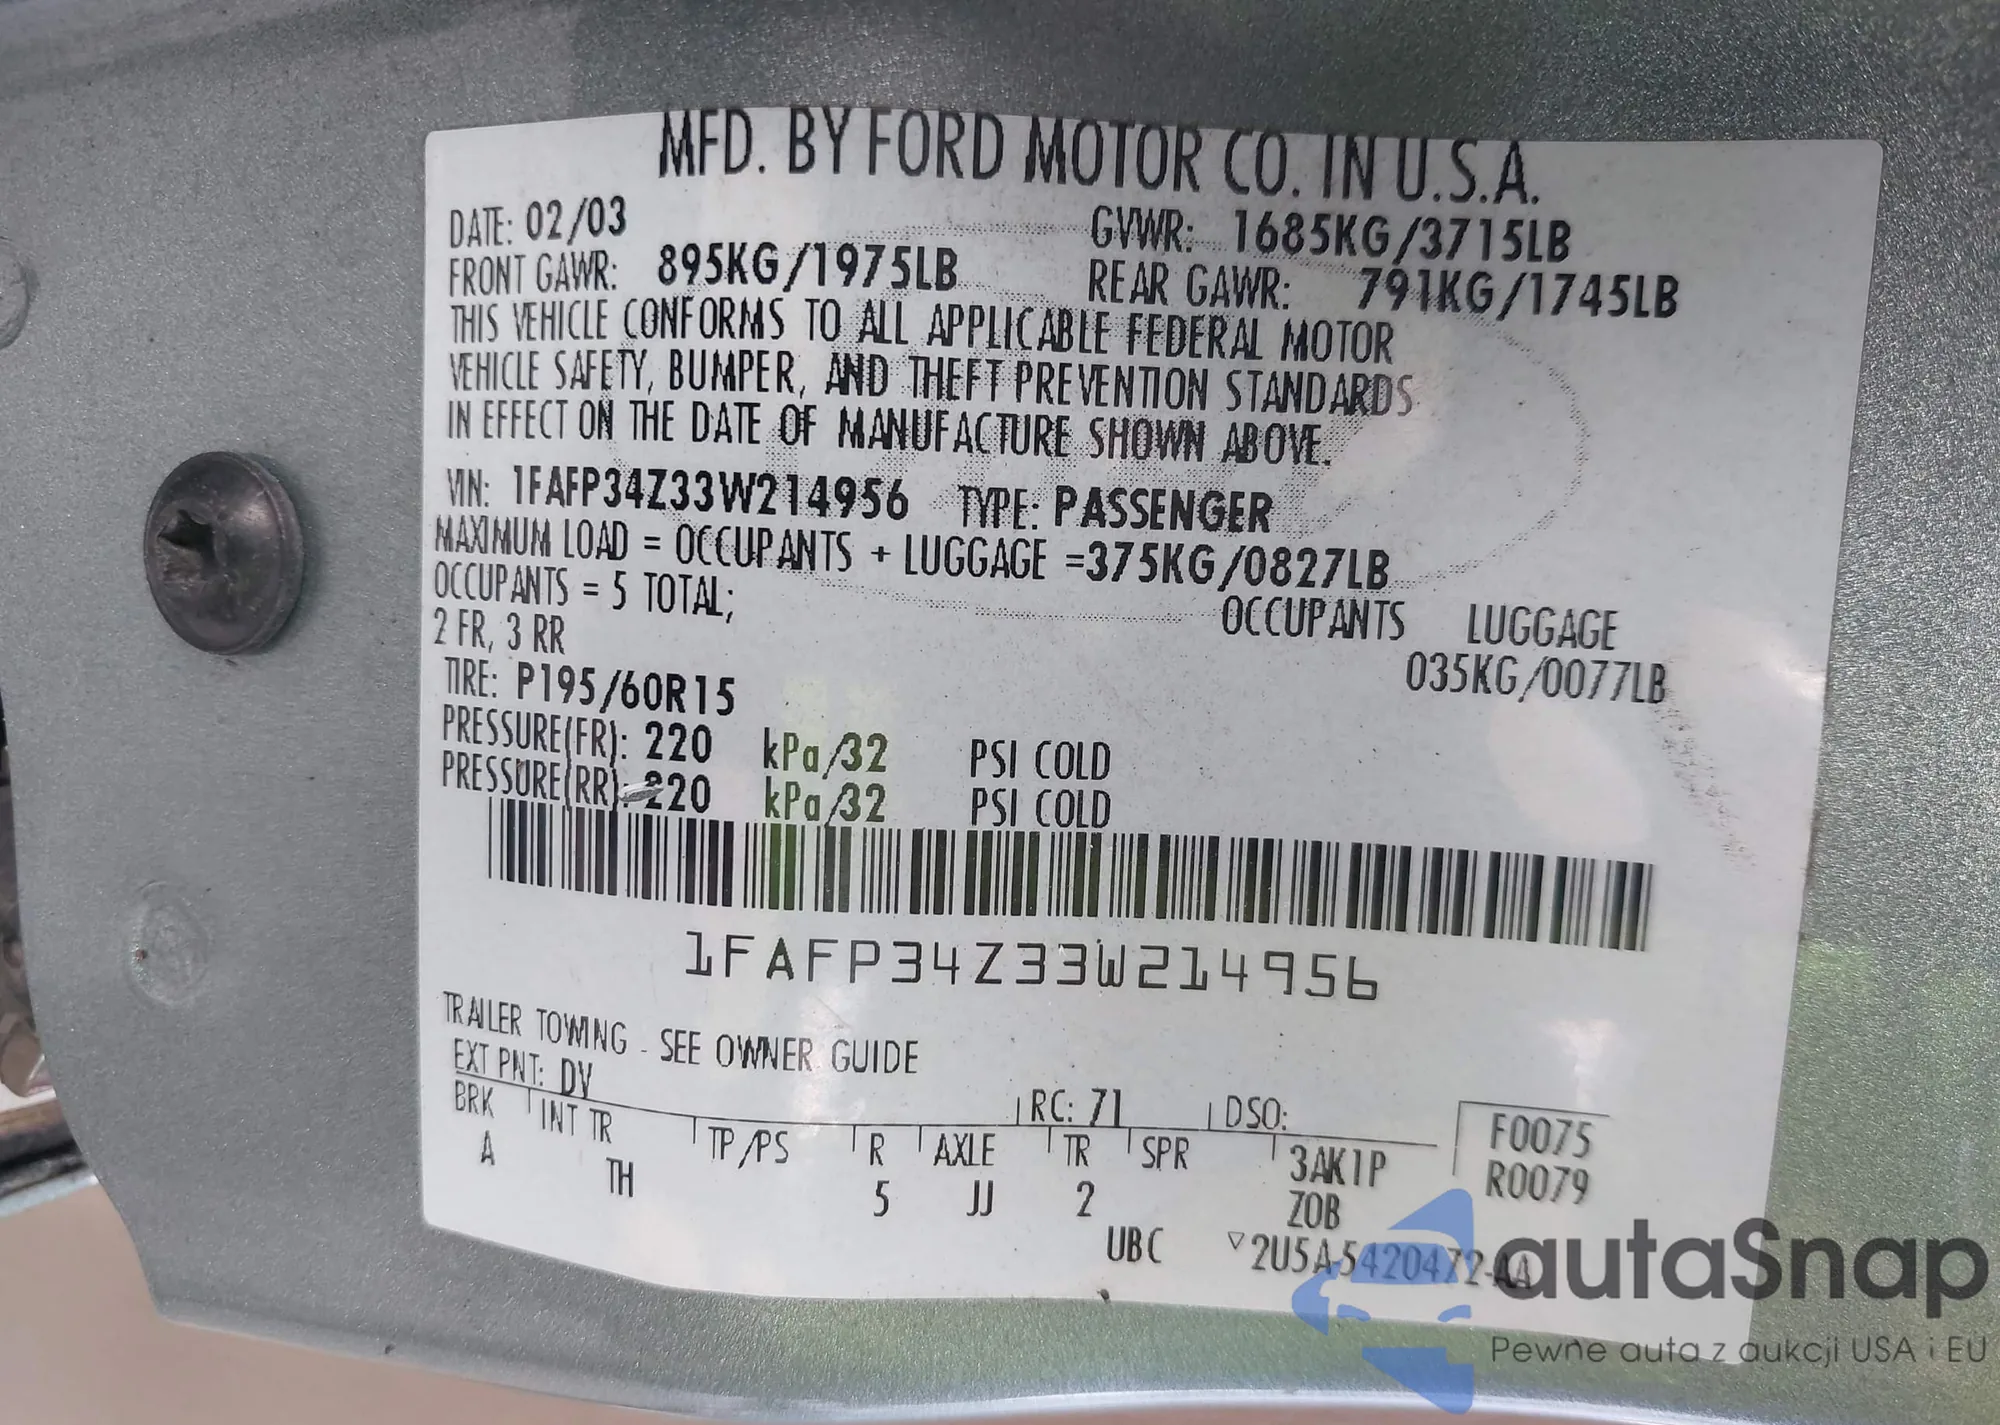 MFD. BY FORD MOTOR CO. IN U.S.A.
DATE: 02/03 GVWR: 1685KG/3715LB
FRONT GAWR: 895KG/1975LB REAR GAWR: 791KG/1745LB
THIS VEHICLE CONFORMS TO ALL APPLICABLE FEDERAL MOTOR
VEHICLE SAFETY, BUMPER, AND THEFT PREVENTION STANDARDS
IN EFFECT ON THE DATE OF MANUFACTURE SHOWN ABOVE.
VIN: 1FAFP34Z33W214956 TYPE: PASSENGER
MAXIMUM LOAD = OCCUPANTS + LUGGAGE =375KG/0827LB
OCCUPANTS = 5 TOTAL; OCCUPANTS LUGGAGE
2 FR, 3 RR 035KG/0077LB
TIRE: P195/60R15
PRESSURE(FR): 220 kPa/32 PSI COLD
PRESSURE(RR): 220 kPa/32 PSI COLD
1FAFP34Z33W214956
TRAILER TOWING - SEE OWNER GUIDE
EXT PNT: DV RC: 71 DSO: F0075
BRK INT TR TP/PS R AXLE TR SPR 3AK1P R0079
A TH 5 JJ 2 ZOB
UBC ▽2U5A-5420472-AA
autaSnap
Pewne auta z aukcji USA i EU